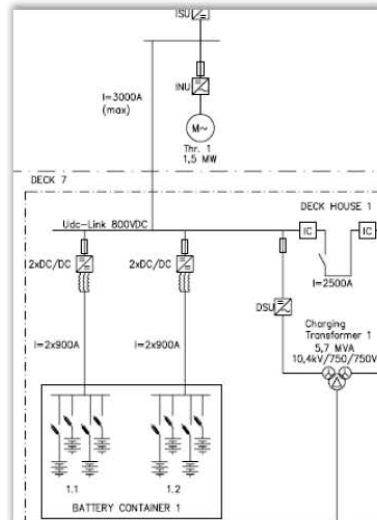 ISU
INU
I=3000A
(max)
M~
Thr. 1
1,5 MW
DECK 7
DECK HOUSE 1
Udc-Link 800VDC
IC
IC
2xDC/DC
2xDC/DC
I=2500A
DSU
Charging
Transformer 1
5,7 MVA
10,4kV/750/750V
I=2x900A
I=2x900A
1.1
1.2
BATTERY CONTAINER 1